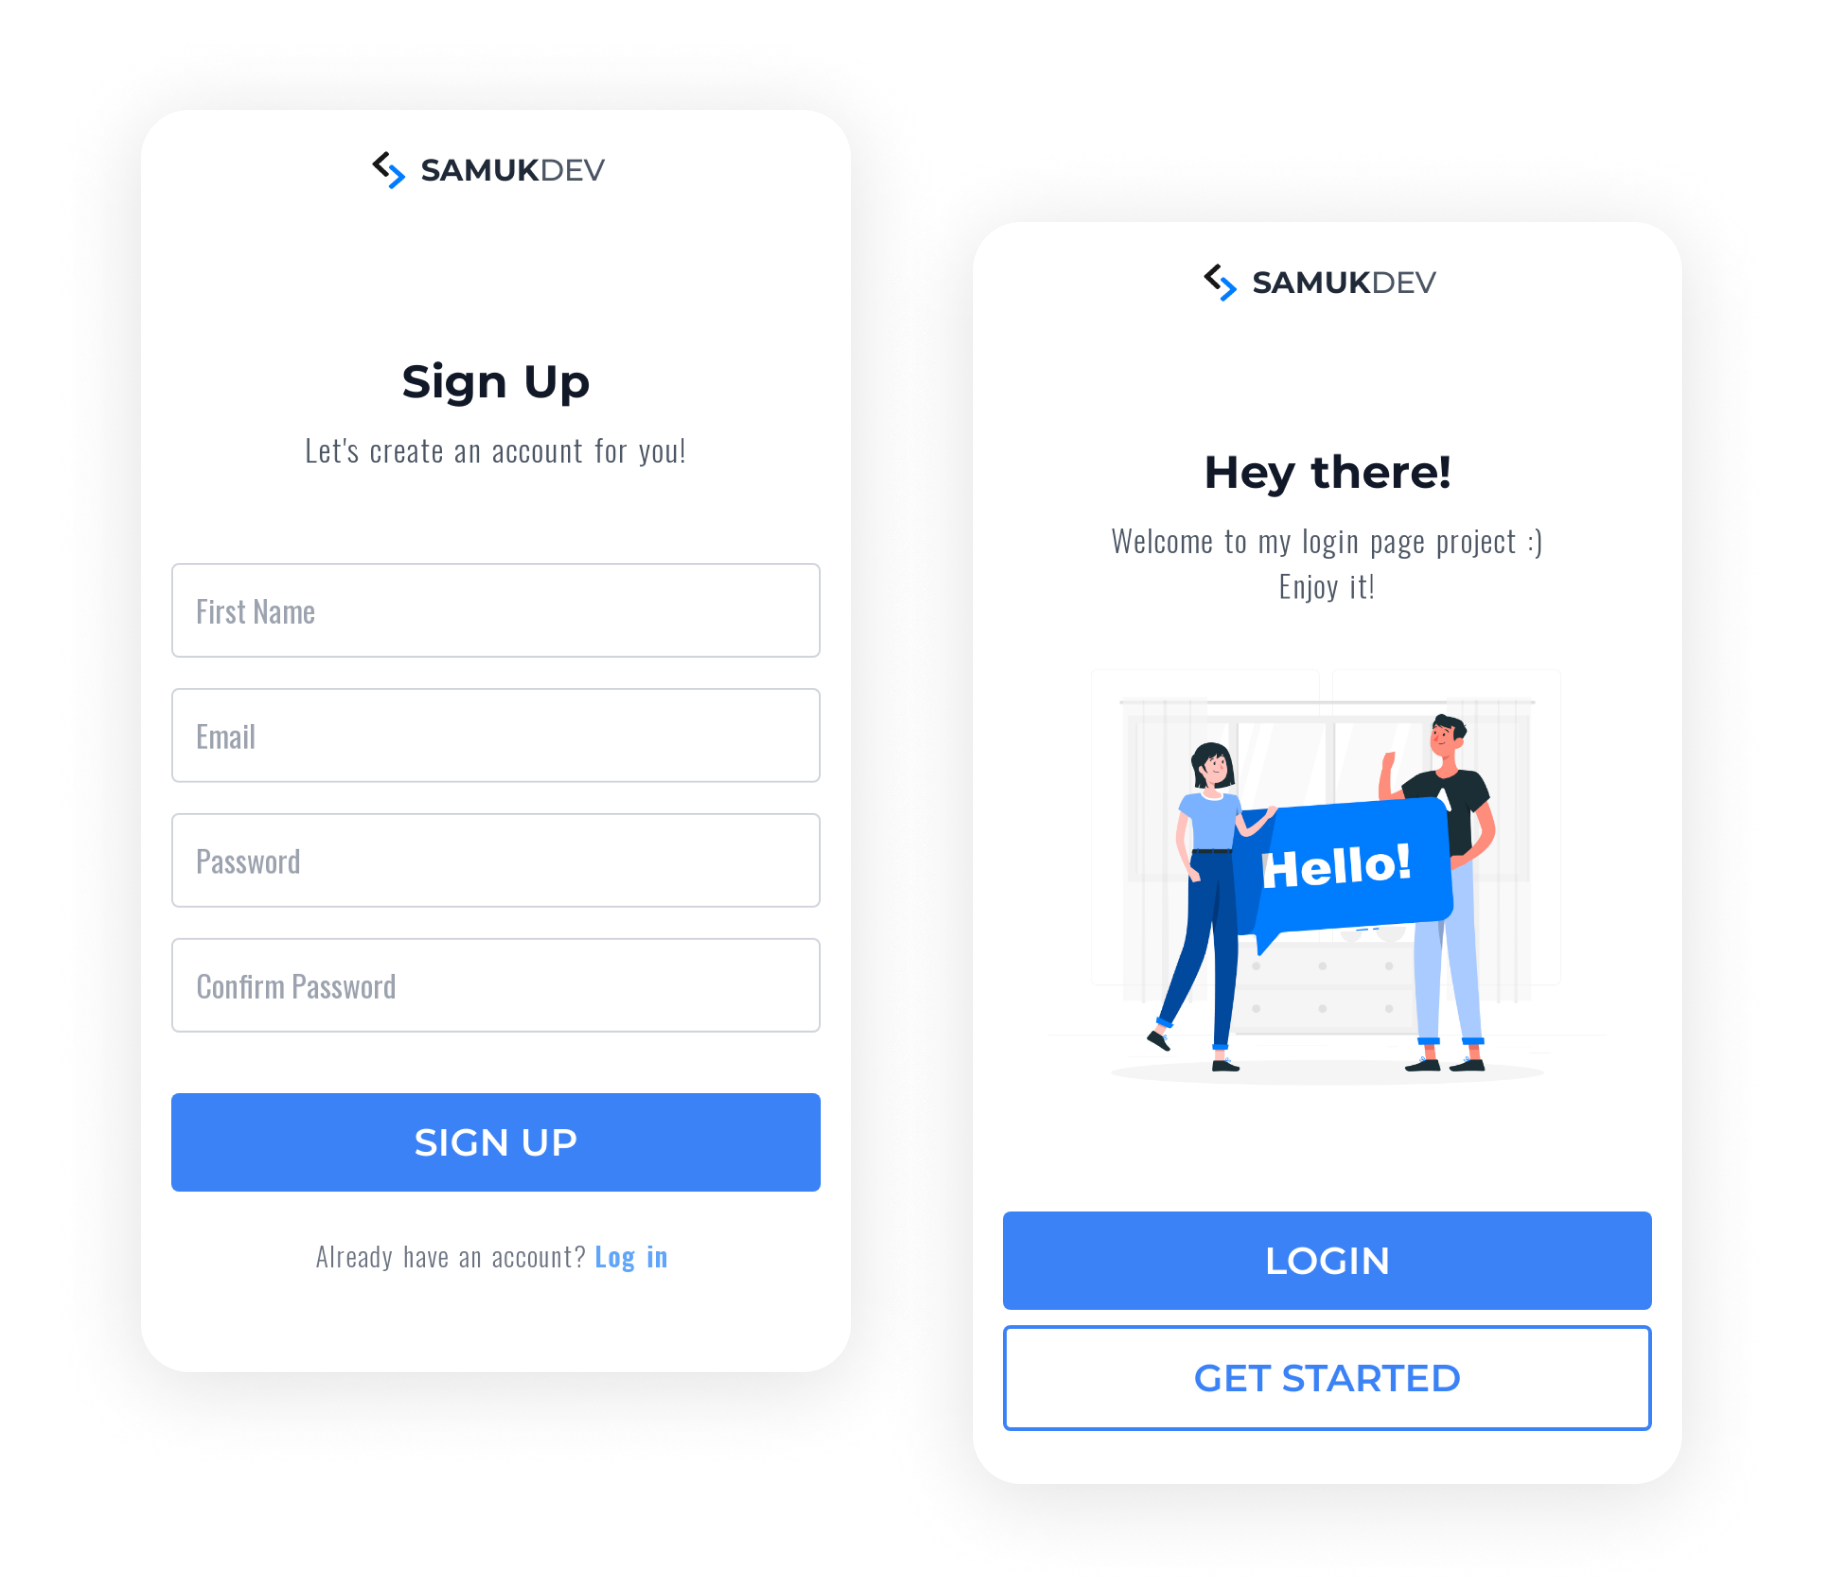 SAMUKDEV
Sign Up
Let's create an account for you!
First Name
Email
Password
Confirm Password
SIGN UP
Already have an account? Log in
SAMUKDEV
Hey there!
Welcome to my login page project :)
Enjoy it!
Hello!
LOGIN
GET STARTED